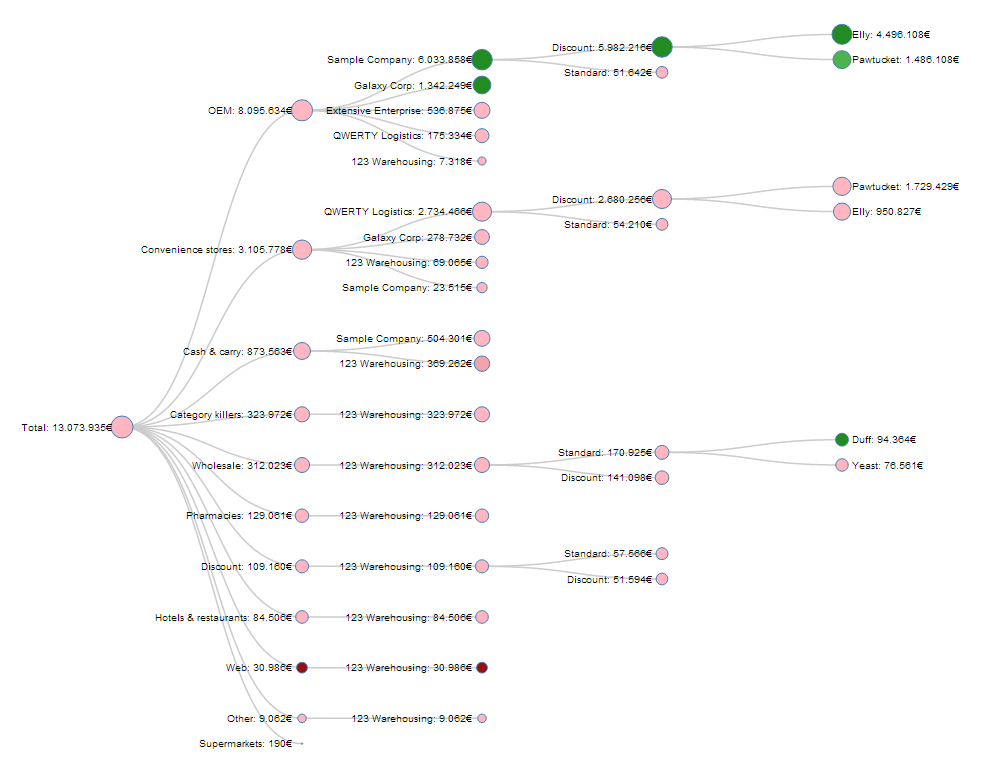 Elly: 4.496.108€
Discount: 5.982.216€
Sample Company: 6.033.858€
Pawtucket: 1.486.108€
Standard: 51.642€
Galaxy Corp: 1.342.249€
OEM: 8.095.634€
Extensive Enterprise: 536.875€
QWERTY Logistics: 175.334€
123 Warehousing: 7.318€
Pawtucket: 1.729.429€
Discount: 2.680.256€
QWERTY Logistics: 2.734.466€
Elly: 950.827€
Standard: 54.210€
Galaxy Corp: 278.732€
Convenience stores: 3.105.778€
123 Warehousing: 69.065€
Sample Company: 23.515€
Sample Company: 504.301€
Cash & carry: 873.563€
123 Warehousing: 369.262€
Category killers: 323.972€
123 Warehousing: 323.972€
Total: 13.073.935€
Duff: 94.364€
Standard: 170.925€
Wholesale: 312.023€
123 Warehousing: 312.023€
Yeast: 76.561€
Discount: 141.098€
Pharmacies: 129.061€
123 Warehousing: 129.061€
Standard: 57.566€
Discount: 109.160€
123 Warehousing: 109.160€
Discount: 51.594€
Hotels & restaurants: 84.506€
123 Warehousing: 84.506€
Web: 30.986€
123 Warehousing: 30.986€
Other: 9.062€
123 Warehousing: 9.062€
Supermarkets: 190€